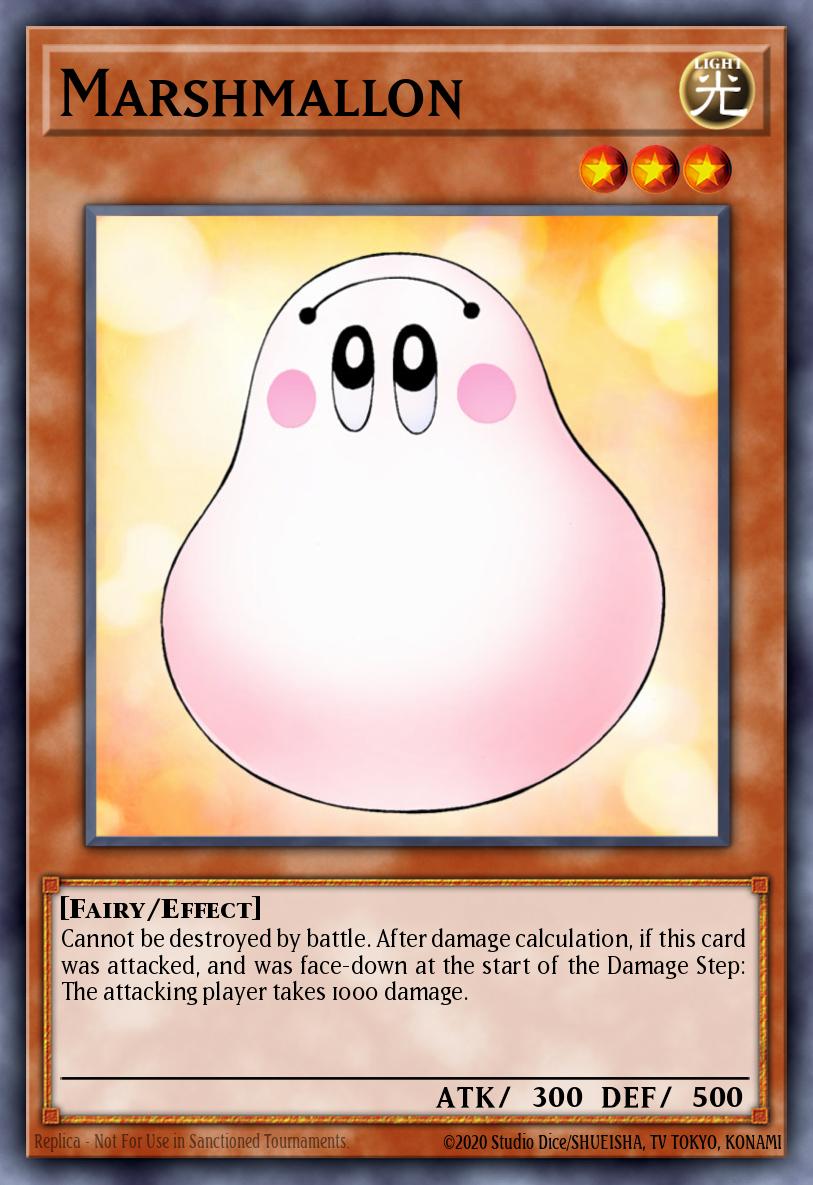 Marshmallon
LIGHT
光
[Fairy/Effect]
Cannot be destroyed by battle. After damage calculation, if this card
was attacked, and was face-down at the start of the Damage Step:
The attacking player takes 1000 damage.
ATK/ 300 DEF/ 500
Replica - Not For Use in Sanctioned Tournaments.
©2020 Studio Dice/SHUEISHA, TV TOKYO, KONAMI